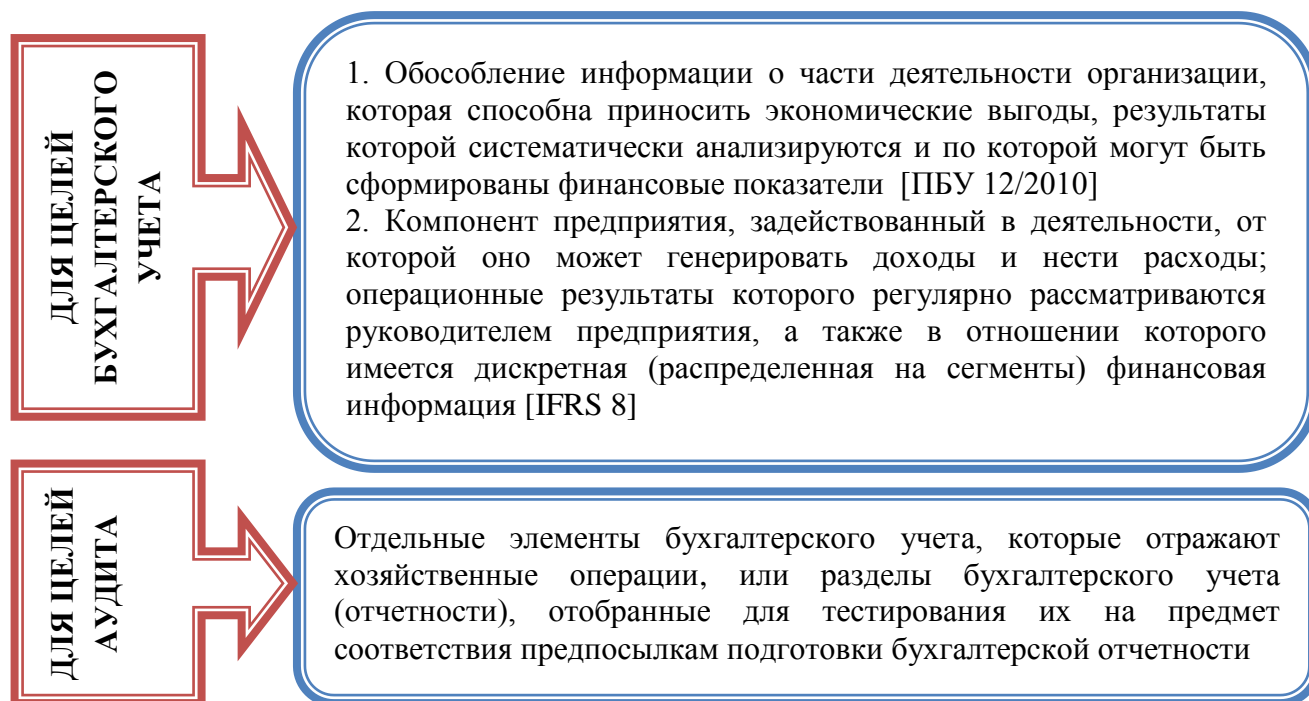 ДЛЯ ЦЕЛЕЙ
БУХГАЛТЕРСКОГО
УЧЕТА
1. Обособление информации о части деятельности организации,
которая способна приносить экономические выгоды, результаты
которой систематически анализируются и по которой могут быть
сформированы финансовые показатели [ПБУ 12/2010]
2. Компонент предприятия, задействованный в деятельности, от
которой оно может генерировать доходы и нести расходы;
операционные результаты которого регулярно рассматриваются
руководителем предприятия, а также в отношении которого
имеется дискретная (распределенная на сегменты) финансовая
информация [IFRS 8]
ДЛЯ ЦЕЛЕЙ
АУДИТА
Отдельные элементы бухгалтерского учета, которые отражают
хозяйственные операции, или разделы бухгалтерского учета
(отчетности), отобранные для тестирования их на предмет
соответствия предпосылкам подготовки бухгалтерской отчетности